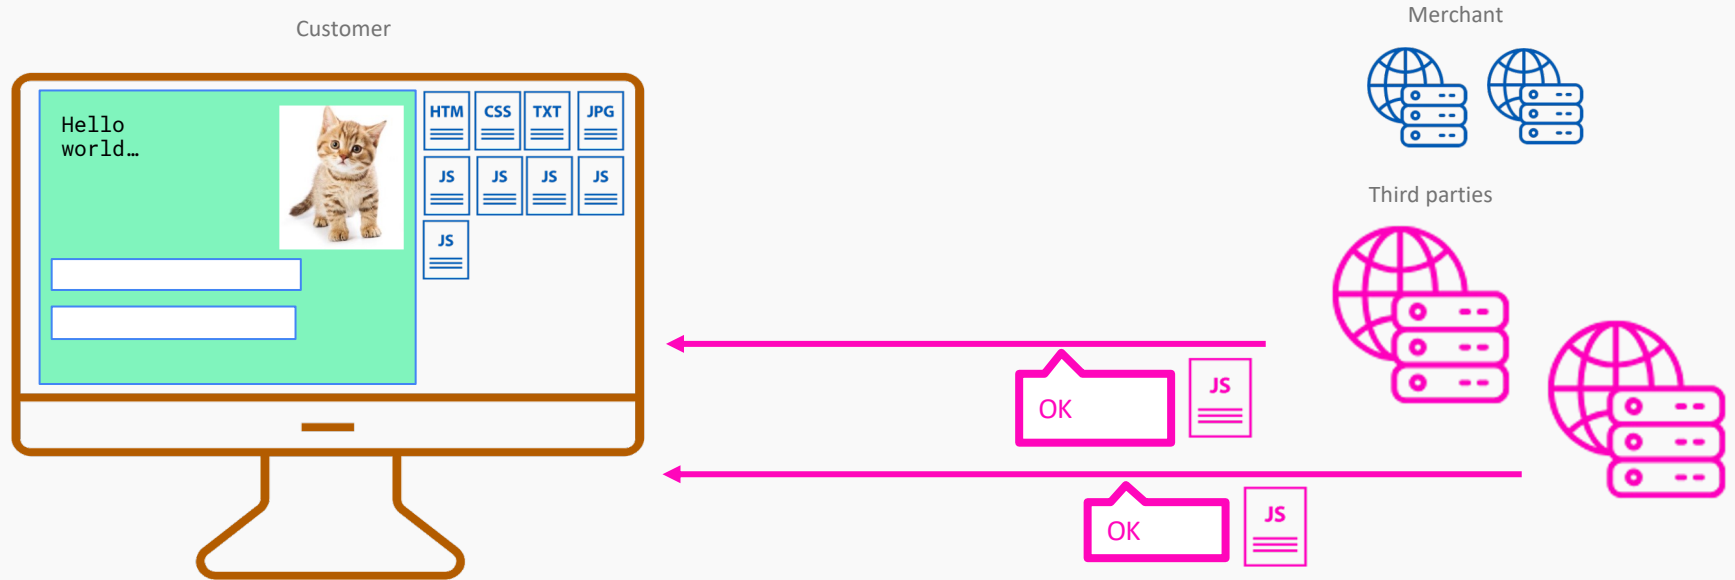 Customer
Merchant
Hello
world…
HTM
CSS
TXT
JPG
JS
JS
JS
JS
JS
Third parties
OK
JS
OK
JS